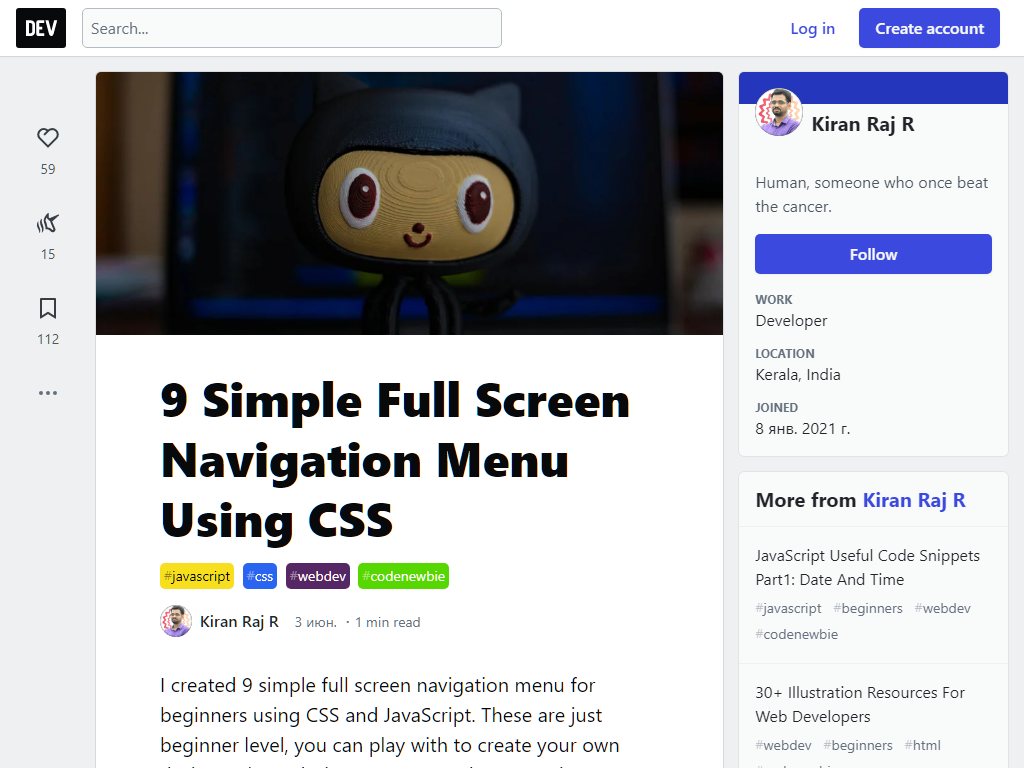 DEV
Search...
Log in
Create account
59
15
112
9 Simple Full Screen
Navigation Menu
Using CSS
#javascript #css #webdev #codenewbie
Kiran Raj R 3 июн. · 1 min read
I created 9 simple full screen navigation menu for
beginners using CSS and JavaScript. These are just
beginner level, you can play with to create your own
Kiran Raj R
Human, someone who once beat
the cancer.
Follow
WORK
Developer
LOCATION
Kerala, India
JOINED
8 янв. 2021 г.
More from Kiran Raj R
JavaScript Useful Code Snippets
Part1: Date And Time
#javascript #beginners #webdev
#codenewbie
30+ Illustration Resources For
Web Developers
#webdev #beginners #html